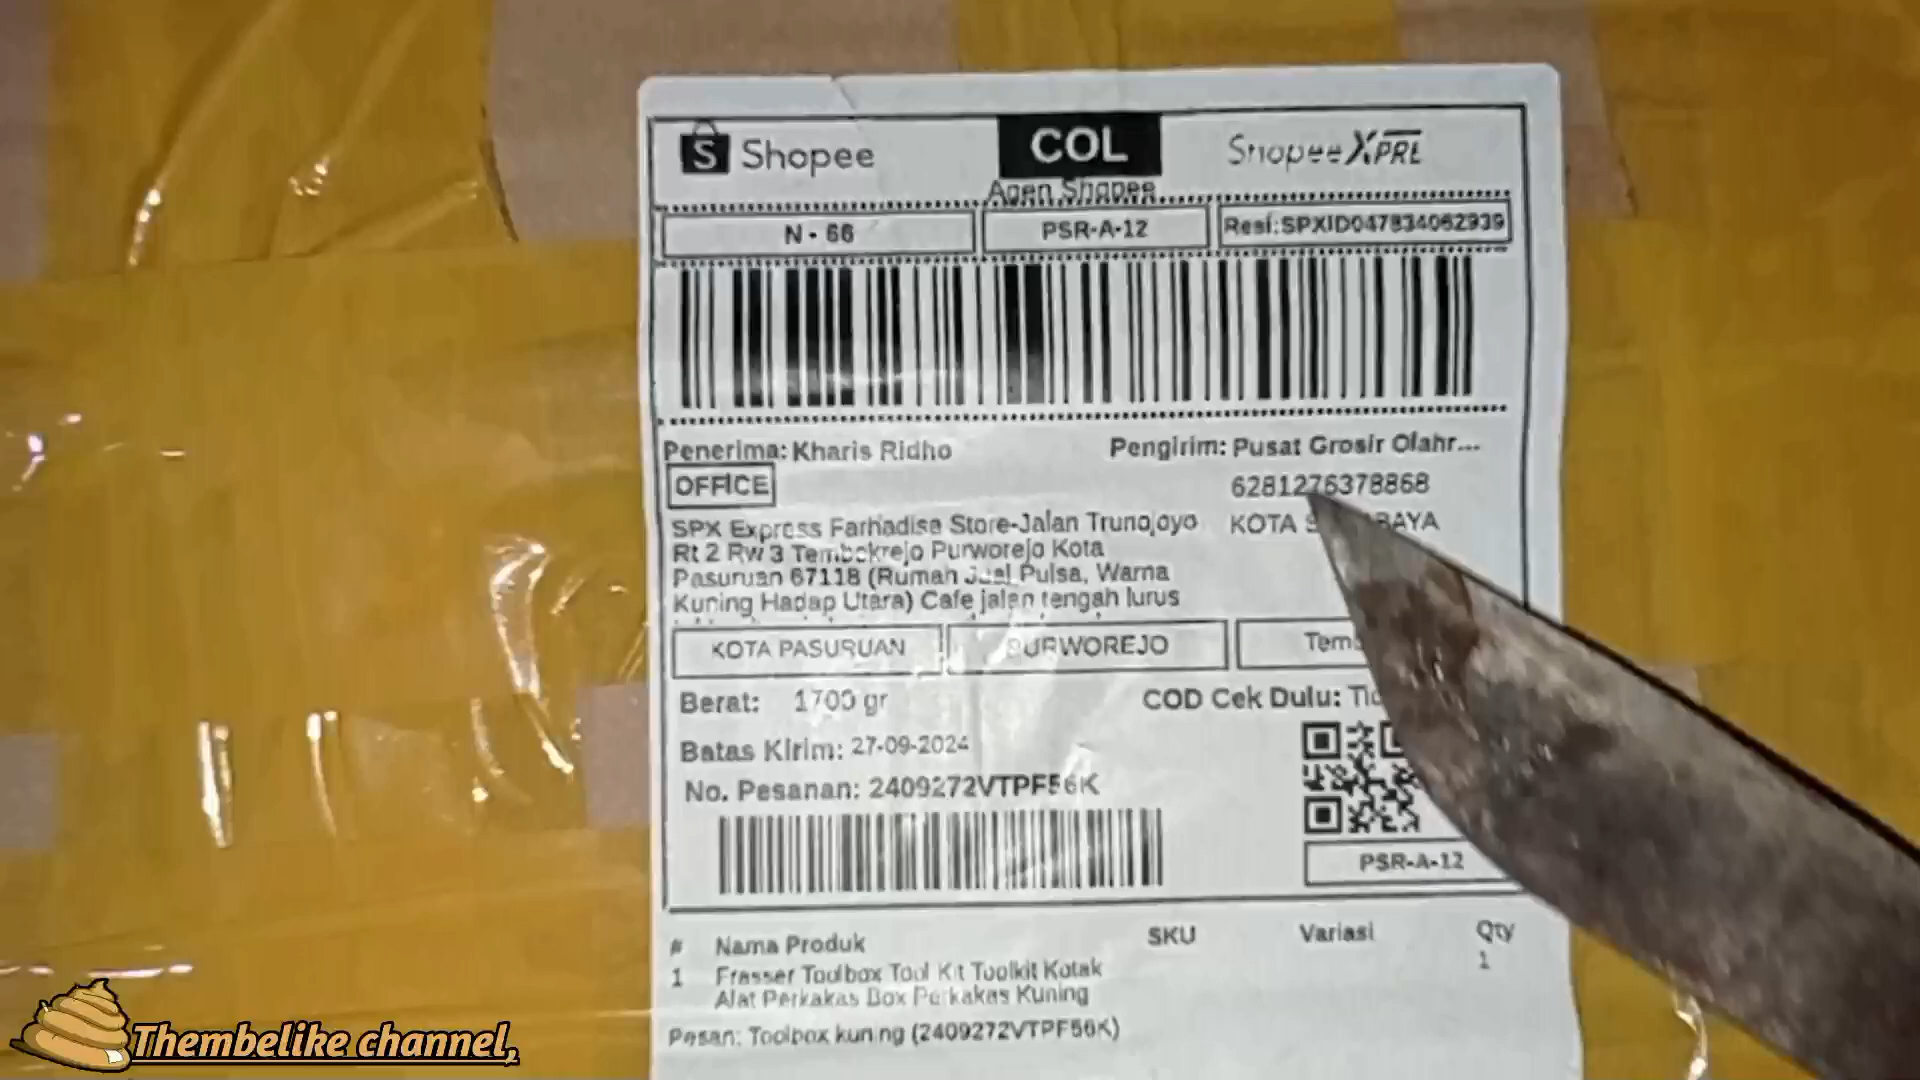 Shopee
COL
Agen Shopee
Shopee XPRE
N - 66
PSR-A-12
Resi:SPXID047834062939
Penerima: Kharis Ridho
Pengirim: Pusat Grosir Olahr...
OFFICE
6281276378868
KOTA
SPX Express Farhadisa Store-Jalan Trunojoyo
Rt 2 Rw 3 Tembokrejo Purworejo Kota
Pasuruan 67118 (Rumah Jual Pulsa, Warna
Kuning Hadap Utara) Cafe jalan tengah lurus
KOTA PASURUAN
PURWOREJO
Berat: 1700 gr
COD Cek Dulu:
Batas Kirim: 27-09-2024
No. Pesanan: 2409272VTPF56K
PSR-A-12
# Nama Produk SKU Variasi Qty
1 Frasser Toolbox Tool Kit Toolkit Kotak 1
Alat Perkakas Box Perkakas Kuning
Pesan: Toolbox kuning (2409272VTPF56K)
Thembelike channel,